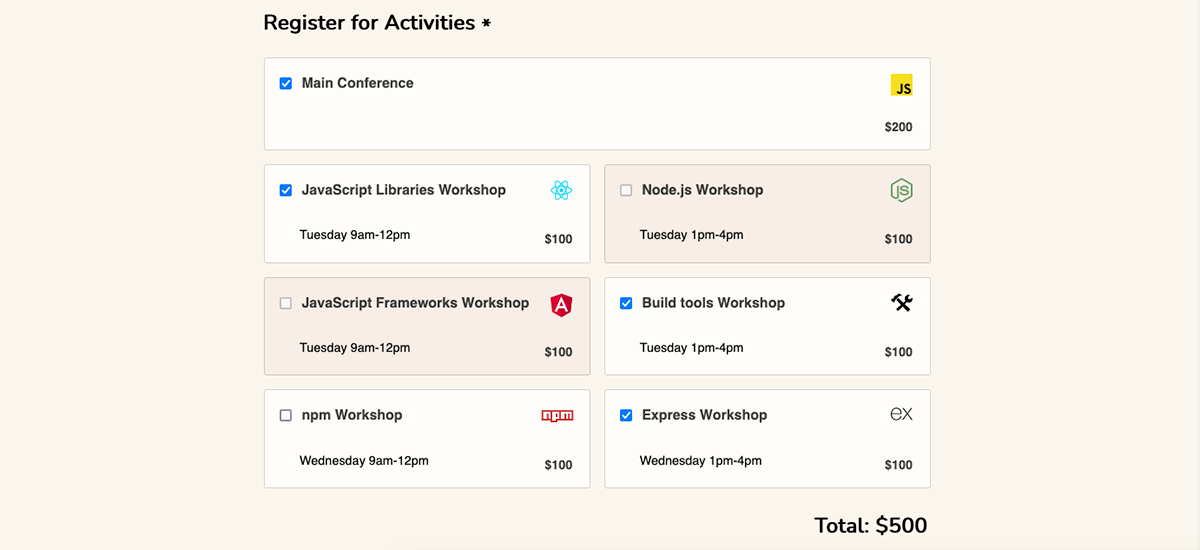 Register for Activities *
Main Conference
JS
$200
JavaScript Libraries Workshop
Tuesday 9am-12pm
$100
Node.js Workshop
JS
Tuesday 1pm-4pm
$100
JavaScript Frameworks Workshop
A
Tuesday 9am-12pm
$100
Build tools Workshop
Tuesday 1pm-4pm
$100
npm Workshop
npm
Wednesday 9am-12pm
$100
Express Workshop
ex
Wednesday 1pm-4pm
$100
Total: $500